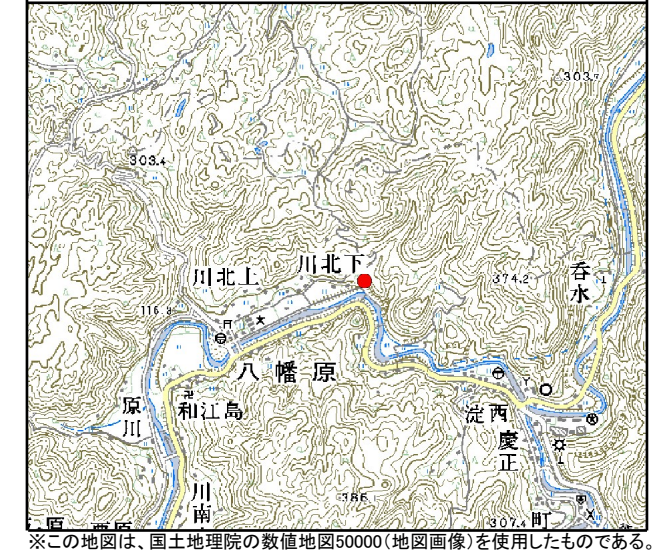 303.7
303.4
川北下
川北上
374.2
呑水
116.3
八幡原
原川
和江島
淀西
慶正
川南
386
307.4
町
※この地図は、国土地理院の数値地図50000(地図画像)を使用したものである。